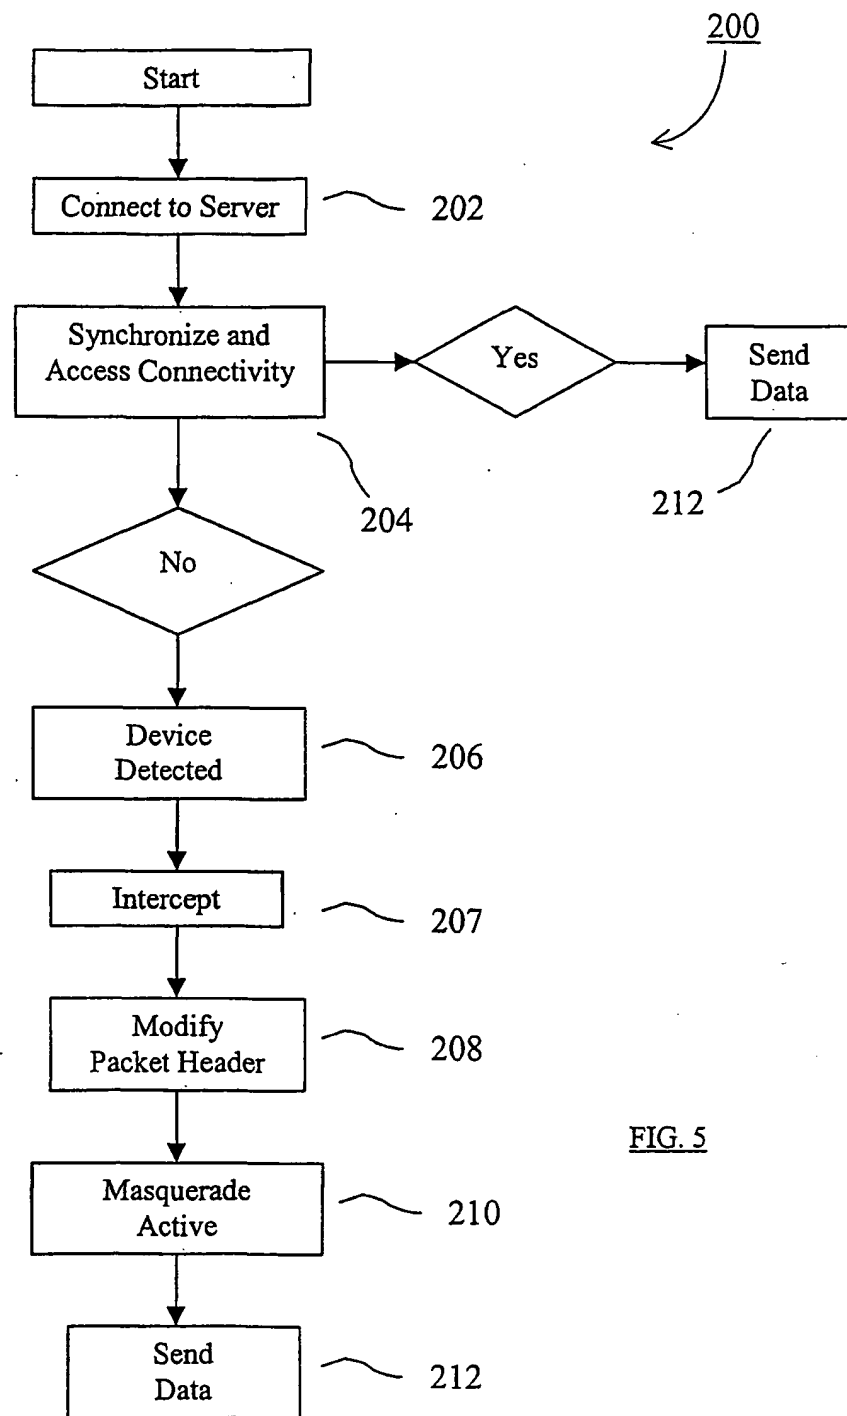 200
Start
Connect to Server
202
Synchronize and
Access Connectivity
Yes
Send
Data
204
212
No
Device
Detected
206
Intercept
207
Modify
Packet Header
208
FIG. 5
Masquerade
Active
210
Send
Data
212